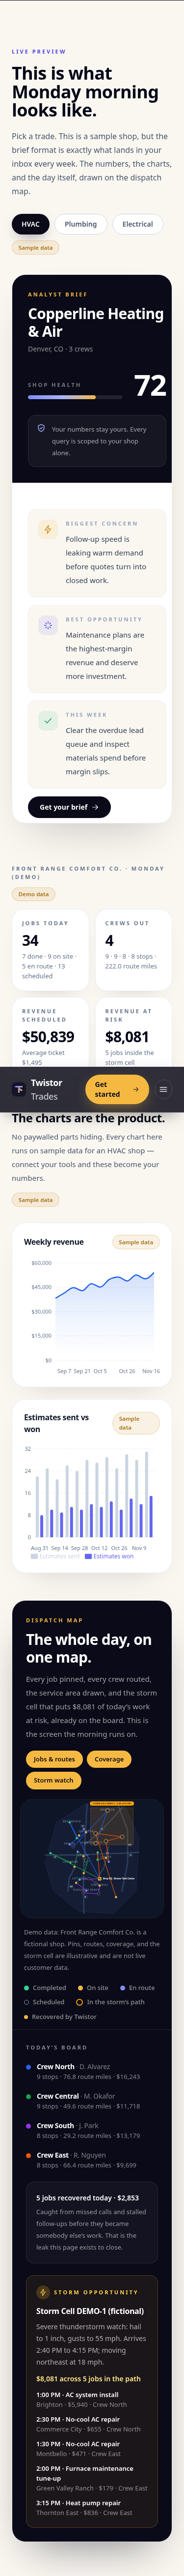 LIVE PREVIEW
This is what
Monday morning
looks like.
Pick a trade. This is a sample shop, but the
brief format is exactly what lands in your
inbox every week. The numbers, the charts,
and the day itself, drawn on the dispatch
map.
HVAC
Plumbing
Electrical
Sample data
ANALYST BRIEF
Copperline Heating
& Air
Denver, CO · 3 crews
SHOP HEALTH
72
Your numbers stay yours. Every
query is scoped to your shop
alone.
BIGGEST CONCERN
Follow-up speed is
leaking warm demand
before quotes turn into
closed work.
BEST OPPORTUNITY
Maintenance plans are
the highest-margin
revenue and deserve
more investment.
THIS WEEK
Clear the overdue lead
queue and inspect
materials spend before
margin slips.
Get your brief →
FRONT RANGE COMFORT CO. · MONDAY
(DEMO)
Demo data
JOBS TODAY
34
7 done · 9 on site ·
5 en route · 13
scheduled
CREWS OUT
4
9 · 9 · 8 · 8 stops ·
222.0 route miles
REVENUE
SCHEDULED
$50,839
Average ticket
$1,495
REVENUE AT
RISK
$8,081
5 jobs inside the
storm cell
Twistor
Trades
Get
started →
The charts are the product.
No paywalled parts hiding. Every chart here
runs on sample data for an HVAC shop —
connect your tools and these become your
numbers.
Sample data
Weekly revenue
Sample data
$60,000
$45,000
$30,000
$15,000
$0
Sep 7 Sep 21 Oct 5 Oct 26 Nov 16
Estimates sent vs
won
Sample
data
32
24
16
8
0
Aug 31 Sep 14 Sep 28 Oct 12 Oct 26 Nov 9
Estimates sent Estimates won
DISPATCH MAP
The whole day, on
one map.
Every job pinned, every crew routed,
the service area drawn, and the storm
cell that puts $8,081 of today's work
at risk, already on the board. This is
the screen the morning runs on.
Jobs & routes
Coverage
Storm watch
Demo data: Front Range Comfort Co. is a
fictional shop. Pins, routes, coverage, and the
storm cell are illustrative and are not live
customer data.
Completed
On site
En route
Scheduled
In the storm's path
Recovered by Twistor
TODAY'S BOARD
Crew North · D. Alvarez
9 stops · 76.8 route miles · $16,243
Crew Central · M. Okafor
9 stops · 49.6 route miles · $11,718
Crew South · J. Park
8 stops · 29.2 route miles · $13,179
Crew East · R. Nguyen
8 stops · 66.4 route miles · $9,699
5 jobs recovered today · $2,853
Caught from missed calls and stalled
follow-ups before they became
somebody else's work. That is the
leak this page exists to close.
STORM OPPORTUNITY
Storm Cell DEMO-1 (fictional)
Severe thunderstorm watch: hail
to 1 inch, gusts to 55 mph. Arrives
2:40 PM to 4:15 PM; moving
northeast at 18 mph.
$8,081 across 5 jobs in the path
1:00 PM · AC system install
Brighton · $5,940 · Crew North
2:30 PM · No-cool AC repair
Commerce City · $655 · Crew North
1:30 PM · No-cool AC repair
Montbello · $471 · Crew East
2:00 PM · Furnace maintenance
tune-up
Green Valley Ranch · $179 · Crew East
3:15 PM · Heat pump repair
Thornton East · $836 · Crew East